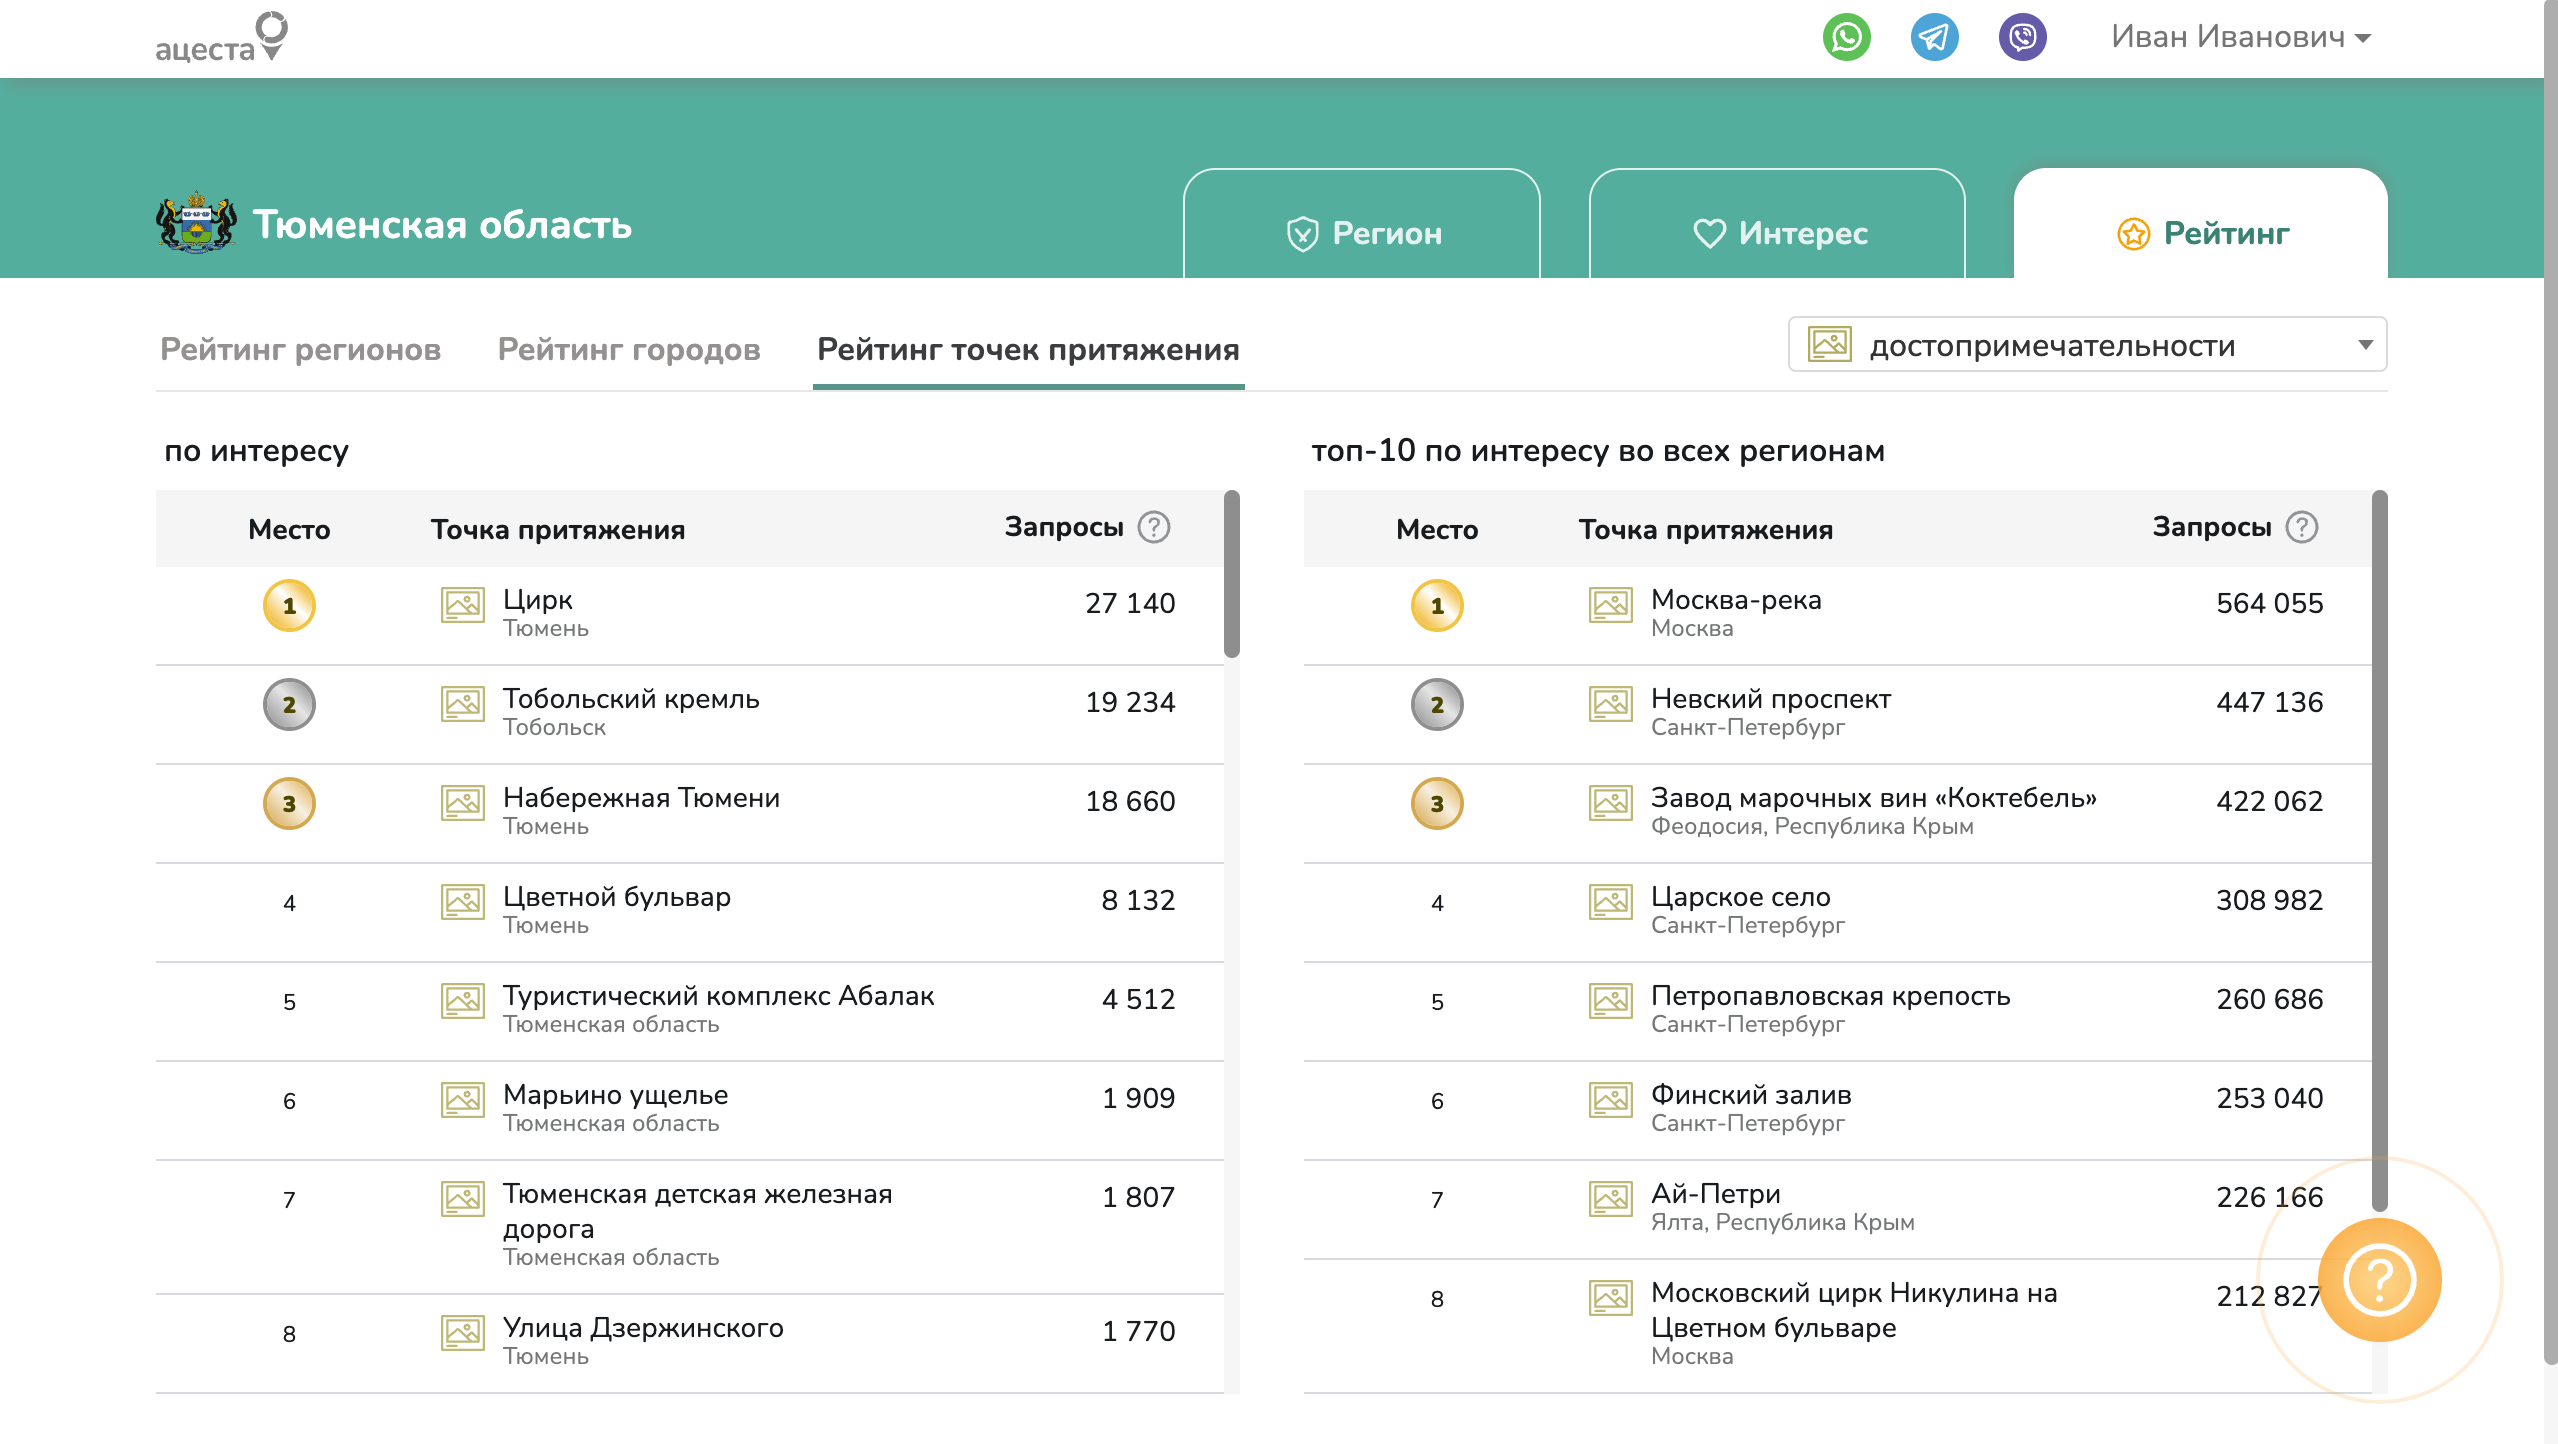 ацеста
Иван Иванович
Тюменская область
Регион
Интерес
Рейтинг
Рейтинг регионов
Рейтинг городов
Рейтинг точек притяжения
достопримечательности
по интересу
Место Точка притяжения Запросы ?
1 Цирк 27 140
Тюмень
2 Тобольский кремль 19 234
Тобольск
3 Набережная Тюмени 18 660
Тюмень
4 Цветной бульвар 8 132
Тюмень
5 Туристический комплекс Абалак 4 512
Тюменская область
6 Марьино ущелье 1 909
Тюменская область
7 Тюменская детская железная 1 807
дорога
Тюменская область
8 Улица Дзержинского 1 770
Тюмень
топ-10 по интересу во всех регионам
Место Точка притяжения Запросы ?
1 Москва-река 564 055
Москва
2 Невский проспект 447 136
Санкт-Петербург
3 Завод марочных вин «Коктебель» 422 062
Феодосия, Республика Крым
4 Царское село 308 982
Санкт-Петербург
5 Петропавловская крепость 260 686
Санкт-Петербург
6 Финский залив 253 040
Санкт-Петербург
7 Ай-Петри 226 166
Ялта, Республика Крым
8 Московский цирк Никулина на 212 827
Цветном бульваре
Москва
?